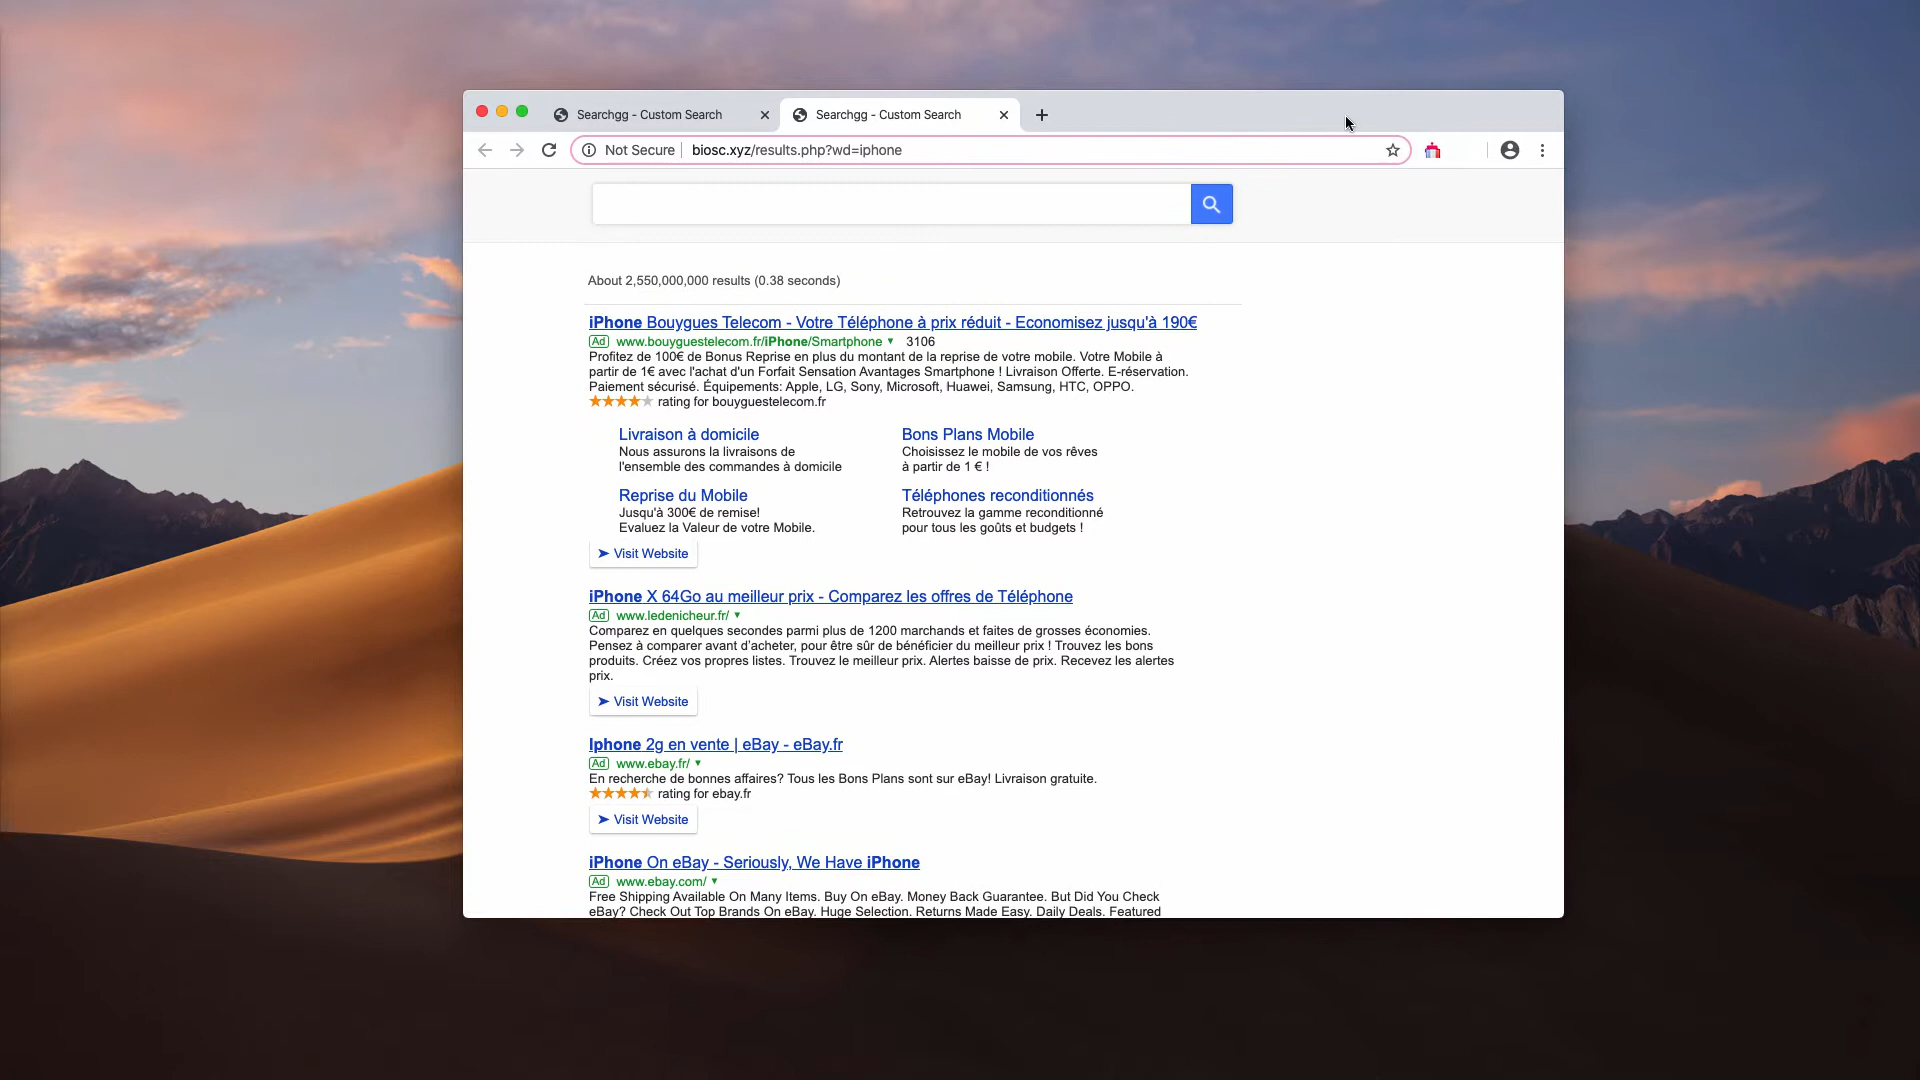 Searchgg - Custom Search
Searchgg - Custom Search
Not Secure
biosc.xyz/results.php?wd=iphone
About 2,550,000,000 results (0.38 seconds)
iPhone Bouygues Telecom - Votre Téléphone à prix réduit - Economisez jusqu'à 190€
Ad www.bouyguestelecom.fr/iPhone/Smartphone ▼ 3106
Profitez de 100€ de Bonus Reprise en plus du montant de la reprise de votre mobile. Votre Mobile à
partir de 1€ avec l'achat d'un Forfait Sensation Avantages Smartphone ! Livraison Offerte. E-réservation.
Paiement sécurisé. Équipements: Apple, LG, Sony, Microsoft, Huawei, Samsung, HTC, OPPO.
rating for bouyguestelecom.fr
Livraison à domicile
Nous assurons la livraisons de
l'ensemble des commandes à domicile
Bons Plans Mobile
Choisissez le mobile de vos rêves
à partir de 1 € !
Reprise du Mobile
Jusqu'à 300€ de remise!
Evaluez la Valeur de votre Mobile.
Téléphones reconditionnés
Retrouvez la gamme reconditionné
pour tous les goûts et budgets !
➤ Visit Website
iPhone X 64Go au meilleur prix - Comparez les offres de Téléphone
Ad www.ledenicheur.fr/ ▼
Comparez en quelques secondes parmi plus de 1200 marchands et faites de grosses économies.
Pensez à comparer avant d'acheter, pour être sûr de bénéficier du meilleur prix ! Trouvez les bons
produits. Créez vos propres listes. Trouvez le meilleur prix. Alertes baisse de prix. Recevez les alertes
prix.
➤ Visit Website
Iphone 2g en vente | eBay - eBay.fr
Ad www.ebay.fr/ ▼
En recherche de bonnes affaires? Tous les Bons Plans sont sur eBay! Livraison gratuite.
rating for ebay.fr
➤ Visit Website
iPhone On eBay - Seriously, We Have iPhone
Ad www.ebay.com/ ▼
Free Shipping Available On Many Items. Buy On eBay. Money Back Guarantee. But Did You Check
eBay? Check Out Top Brands On eBay. Huge Selection. Returns Made Easy. Daily Deals. Featured